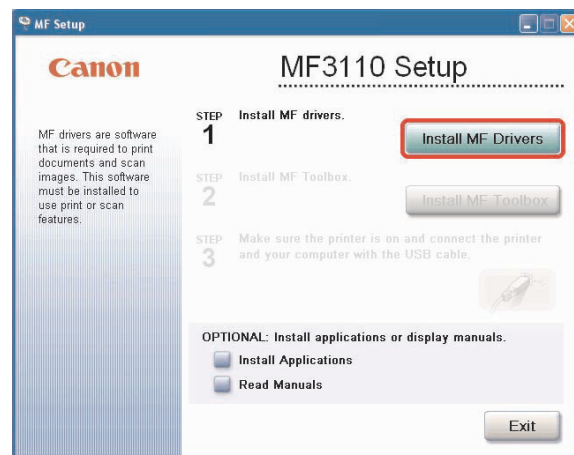 MF Setup
Canon
MF3110 Setup
MF drivers are software
that is required to print
documents and scan
images. This software
must be installed to
use print or scan
features.
STEP
1
Install MF drivers.
Install MF Drivers
STEP
2
Install MF Toolbox.
Install MF Toolbox
STEP
3
Make sure the printer is on and connect the printer
and your computer with the USB cable.
OPTIONAL: Install applications or display manuals.
Install Applications
Read Manuals
Exit